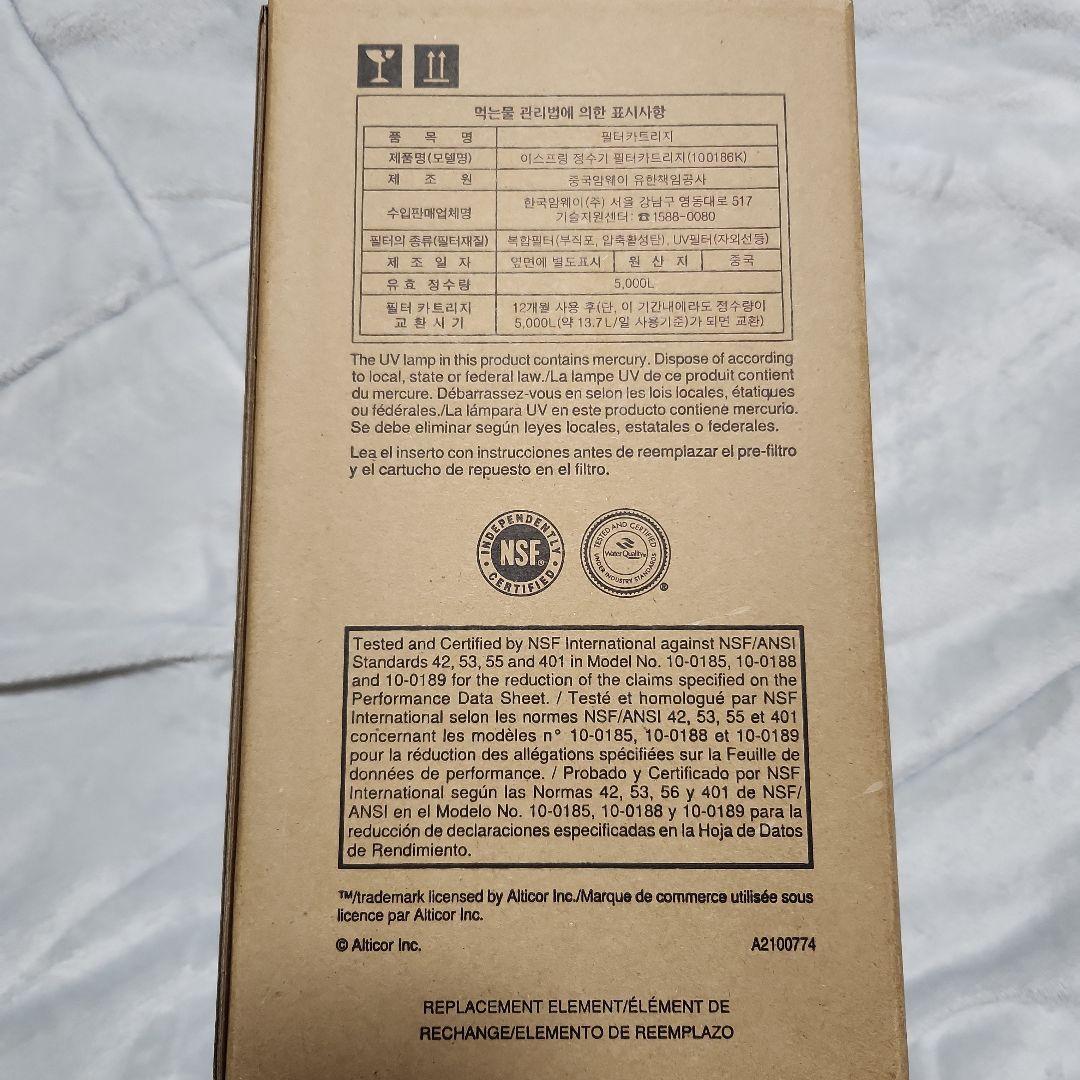 먹는물 관리법에 의한 표시사항
품 목 명 필터카트리지
제품명(모델명) 이스프링 정수기 필터카트리지(100186K)
제 조 원 중국암웨이 유한책임공사
수입판매업체명 한국암웨이(주) 서울 강남구 영동대로 517
기술지원센터: ☎1588-0080
필터의 종류(필터재질) 복합필터(부직포, 압축활성탄), UV필터(자외선등)
제 조 일 자 옆면에 별도표시 원 산 지 중국
유효 정수량 5,000L
필터 카트리지
교 환 시 기
12개월 사용 후(단, 이 기간내에라도 정수량이
5,000L(약 13.7L/일 사용기준)가 되면 교환)
The UV lamp in this product contains mercury. Dispose of according
to local, state or federal law./La lampe UV de ce produit contient
du mercure. Débarrassez-vous en selon les lois locales, étatiques
ou fédérales./La lámpara UV en este producto contiene mercurio.
Se debe eliminar según leyes locales, estatales o federales.
Lea el inserto con instrucciones antes de reemplazar el pre-filtro
y el cartucho de repuesto en el filtro.
INDEPENDENTLY
NSF®
CERTIFIED
TESTED AND CERTIFIED
Water Quality
UNDER INDUSTRY STANDARDS
®
Tested and Certified by NSF International against NSF/ANSI
Standards 42, 53, 55 and 401 in Model No. 10-0185, 10-0188
and 10-0189 for the reduction of the claims specified on the
Performance Data Sheet. / Testé et homologué par NSF
International selon les normes NSF/ANSI 42, 53, 55 et 401
concernant les modèles n° 10-0185, 10-0188 et 10-0189
pour la réduction des allégations spécifiées sur la Feuille de
données de performance. / Probado y Certificado por NSF
International según las Normas 42, 53, 56 y 401 de NSF/
ANSI en el Modelo No. 10-0185, 10-0188 y 10-0189 para la
reducción de declaraciones especificadas en la Hoja de Datos
de Rendimiento.
™/trademark licensed by Alticor Inc./Marque de commerce utilisée sous
licence par Alticor Inc.
© Alticor Inc. A2100774
REPLACEMENT ELEMENT/ÉLÉMENT DE
RECHANGE/ELEMENTO DE REEMPLAZO